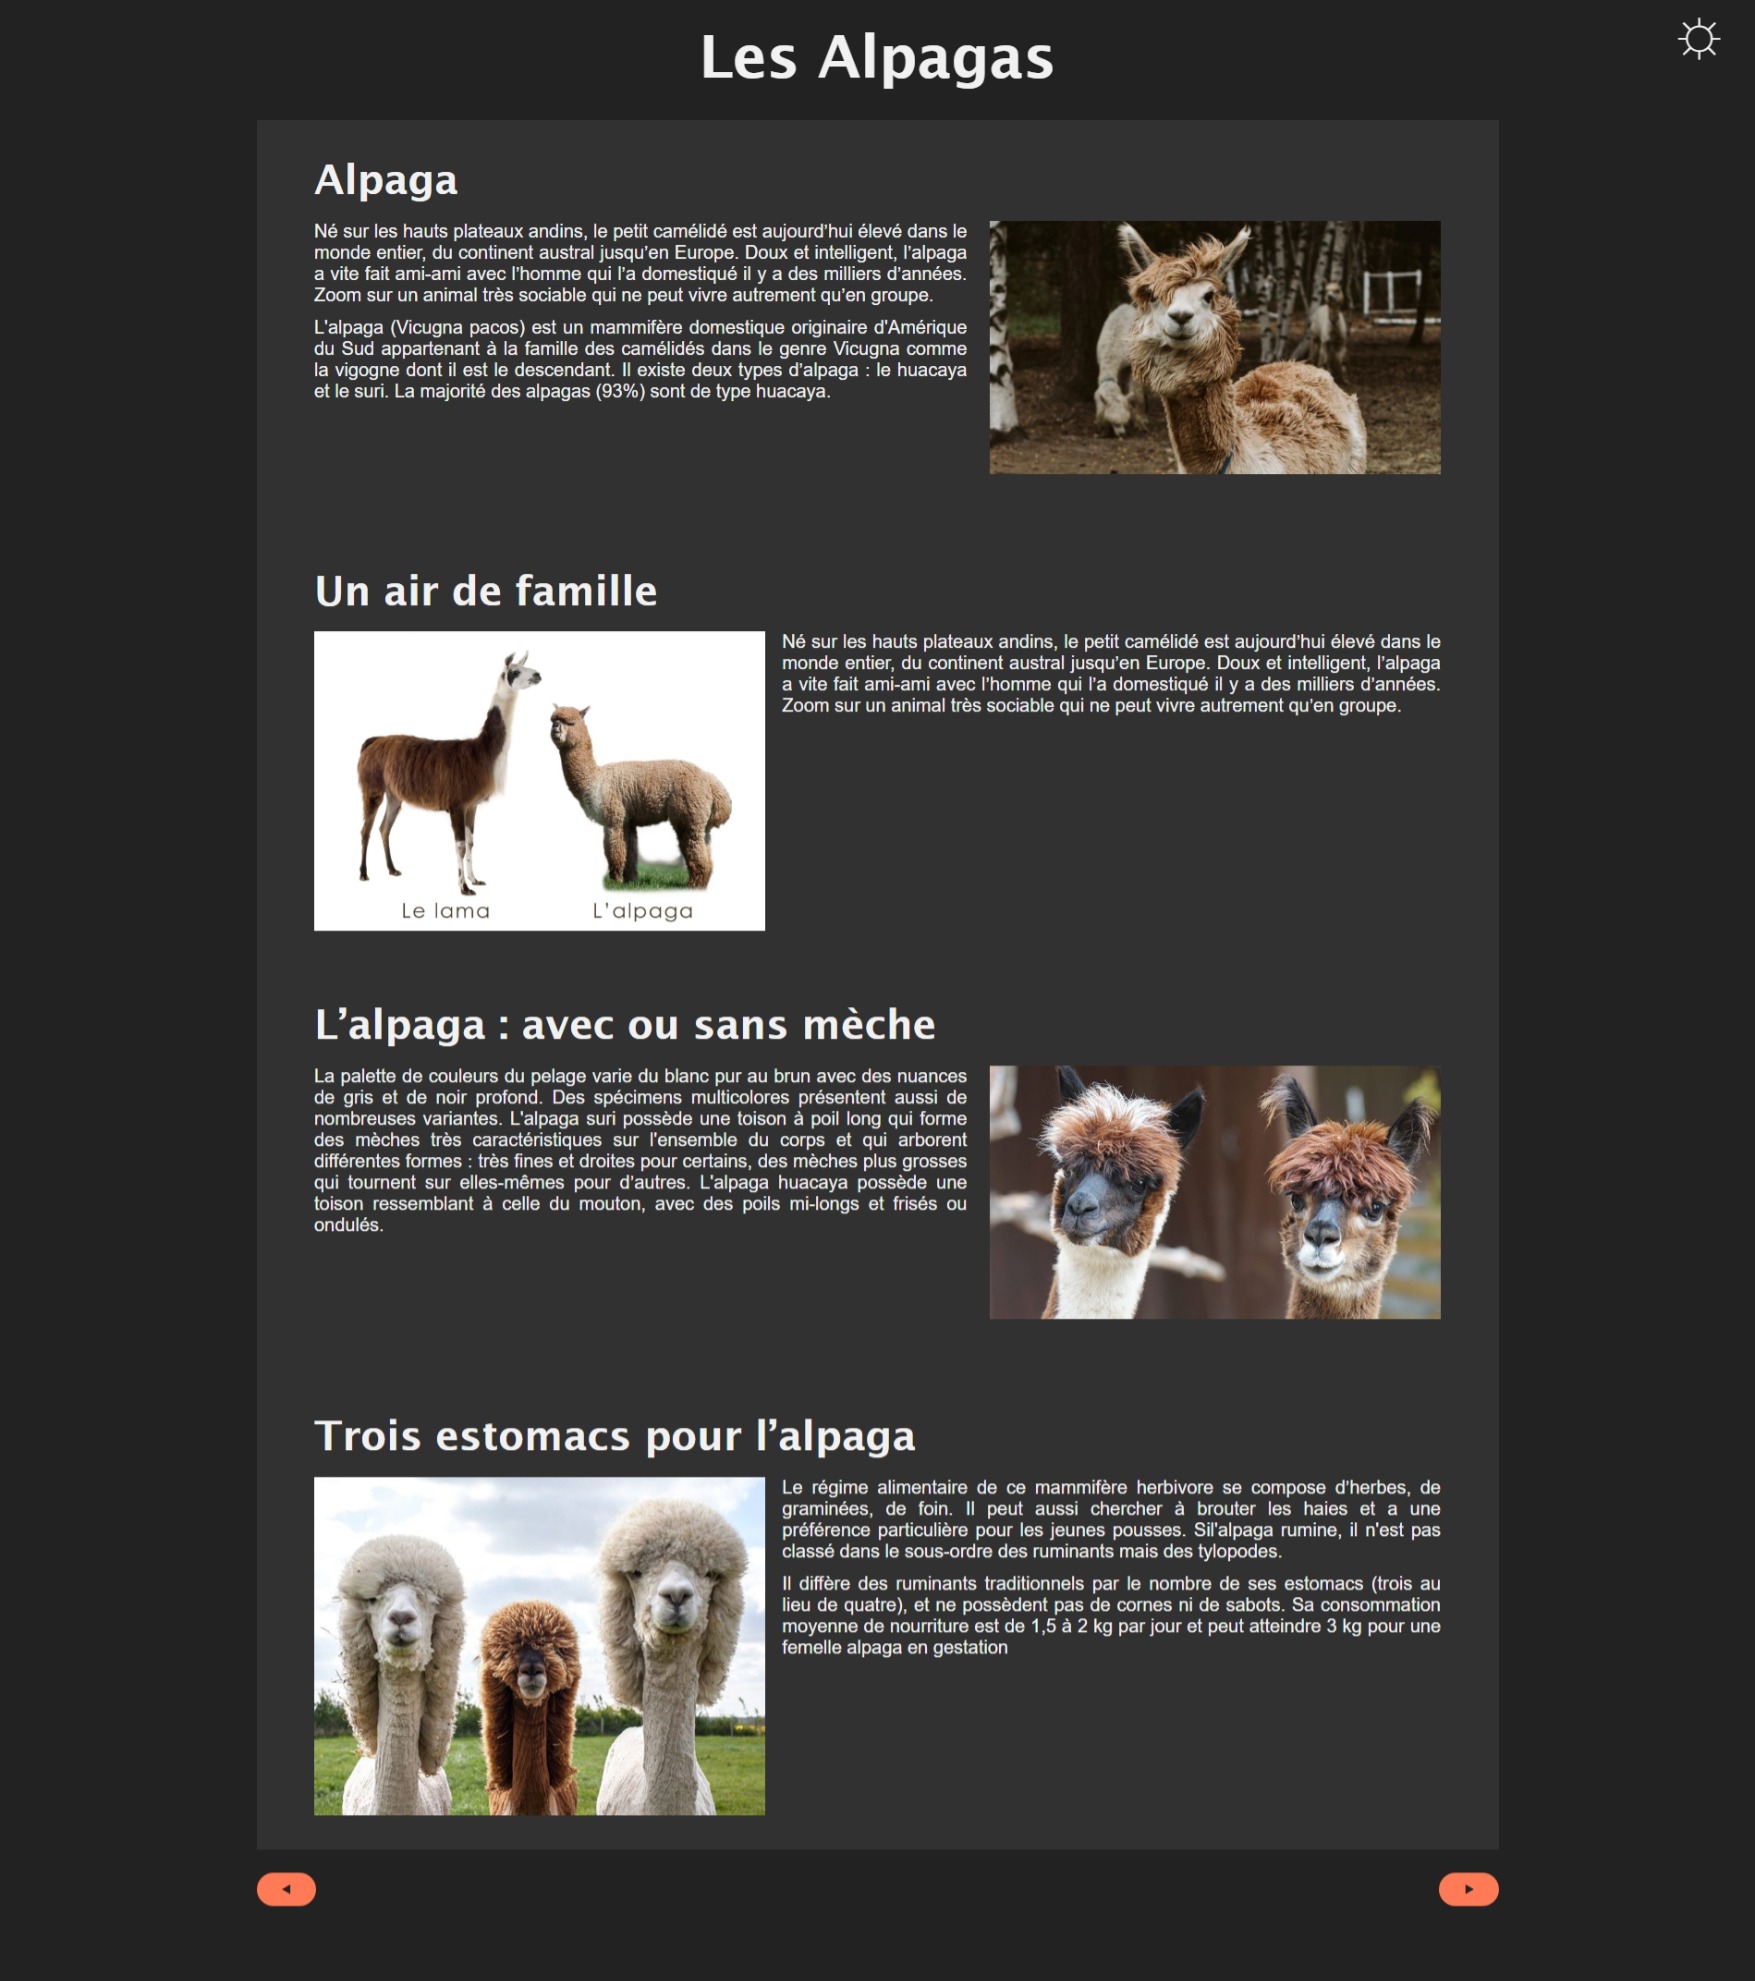 Les Alpagas
Alpaga
Né sur les hauts plateaux andins, le petit camélidé est aujourd’hui élevé dans le
monde entier, du continent austral jusqu’en Europe. Doux et intelligent, l’alpaga
a vite fait ami-ami avec l’homme qui l’a domestiqué il y a des milliers d’années.
Zoom sur un animal très sociable qui ne peut vivre autrement qu’en groupe.
L'alpaga (Vicugna pacos) est un mammifère domestique originaire d'Amérique
du Sud appartenant à la famille des camélidés dans le genre Vicugna comme
la vigogne dont il est le descendant. Il existe deux types d’alpaga : le huacaya
et le suri. La majorité des alpagas (93%) sont de type huacaya.
Un air de famille
Le lama
L’alpaga
Né sur les hauts plateaux andins, le petit camélidé est aujourd’hui élevé dans le
monde entier, du continent austral jusqu’en Europe. Doux et intelligent, l’alpaga
a vite fait ami-ami avec l’homme qui l’a domestiqué il y a des milliers d’années.
Zoom sur un animal très sociable qui ne peut vivre autrement qu’en groupe.
L’alpaga : avec ou sans mèche
La palette de couleurs du pelage varie du blanc pur au brun avec des nuances
de gris et de noir profond. Des spécimens multicolores présentent aussi de
nombreuses variantes. L'alpaga suri possède une toison à poil long qui forme
des mèches très caractéristiques sur l'ensemble du corps et qui arborent
différentes formes : très fines et droites pour certains, des mèches plus grosses
qui tournent sur elles-mêmes pour d’autres. L'alpaga huacaya possède une
toison ressemblant à celle du mouton, avec des poils mi-longs et frisés ou
ondulés.
Trois estomacs pour l’alpaga
Le régime alimentaire de ce mammifère herbivore se compose d’herbes, de
graminées, de foin. Il peut aussi chercher à brouter les haies et a une
préférence particulière pour les jeunes pousses. Sil'alpaga rumine, il n'est pas
classé dans le sous-ordre des ruminants mais des tylopodes.
Il diffère des ruminants traditionnels par le nombre de ses estomacs (trois au
lieu de quatre), et ne possèdent pas de cornes ni de sabots. Sa consommation
moyenne de nourriture est de 1,5 à 2 kg par jour et peut atteindre 3 kg pour une
femelle alpaga en gestation